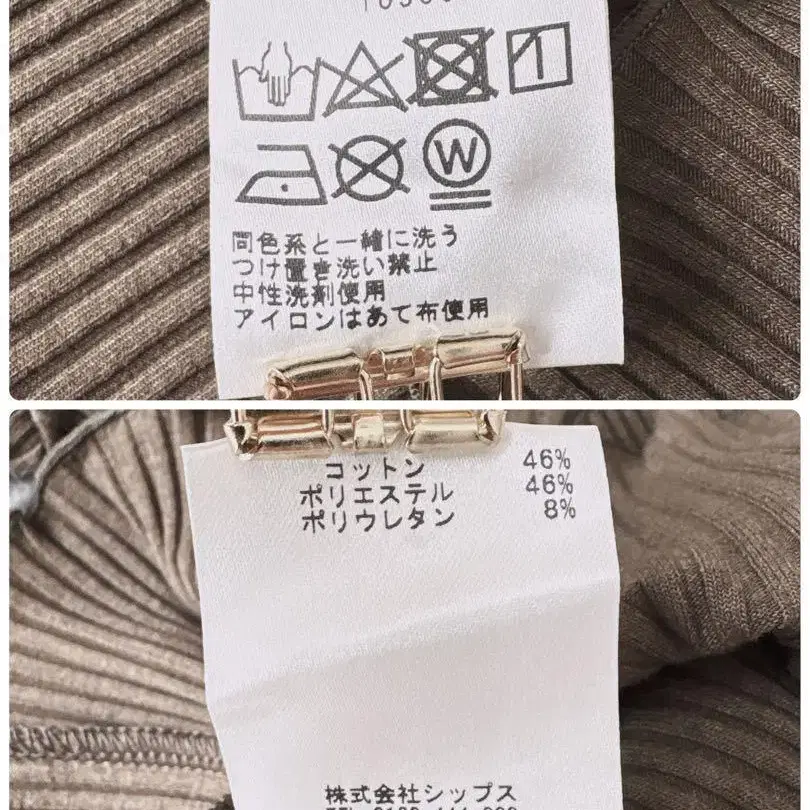 W
同色系と一緒に洗う
つけ置き洗い禁止
中性洗剤使用
アイロンはあて布使用
コットン 46%
ポリエステル 46%
ポリウレタン 8%
株式会社シップス